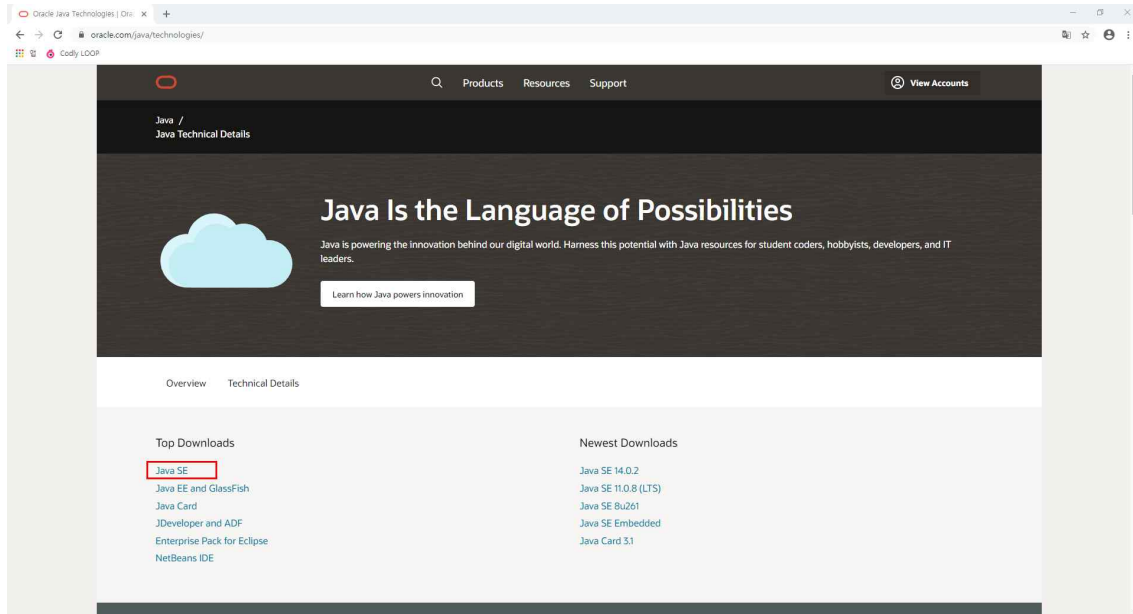 Oracle Java Technologies | Ora
oracle.com/java/technologies/
Codly LOOP
Products Resources Support View Accounts
Java /
Java Technical Details
Java Is the Language of Possibilities
Java is powering the innovation behind our digital world. Harness this potential with Java resources for student coders, hobbyists, developers, and IT
leaders.
Learn how Java powers innovation
Overview Technical Details
Top Downloads
Java SE
Java EE and GlassFish
Java Card
JDeveloper and ADF
Enterprise Pack for Eclipse
NetBeans IDE
Newest Downloads
Java SE 14.0.2
Java SE 11.0.8 (LTS)
Java SE 8u261
Java SE Embedded
Java Card 3.1